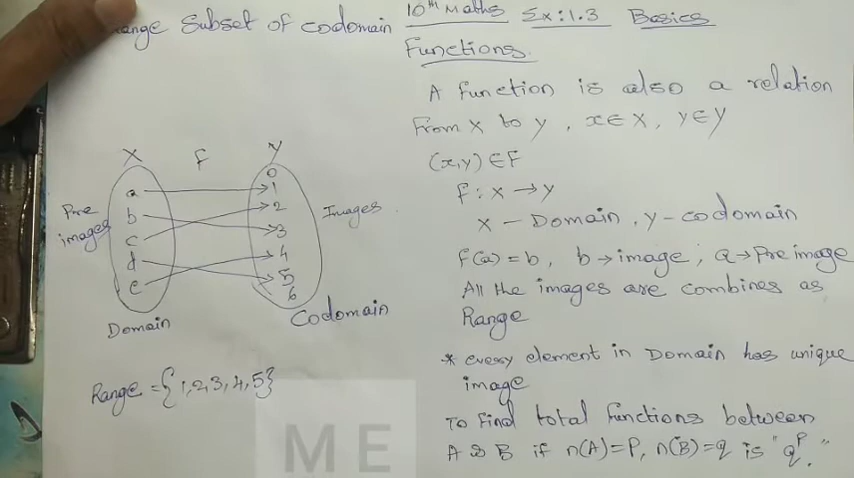 Range Subset of codomain
10th Maths Ex:1.3 Basics
Functions.
A function is also a relation
From X to y, x∈X, y∈y
(x,y)∈F
F: X → y
X - Domain, y - codomain
F(a) = b, b → image, a → Pre image
All the images are combines as
Range
* every element in Domain has unique
image
To Find total functions between
A & B if n(A)=P, n(B)=q is "q^P."
X F Y
Pre
images
a
b
c
d
e
0
1
2
3
4
5
6
Images
Domain
Codomain
Range = {1,2,3,4,5}
ME